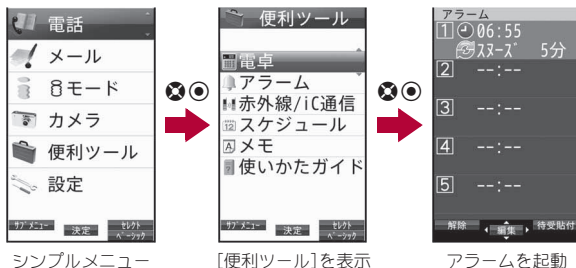 電話
メール
iモード
カメラ
便利ツール
設定
サブメニュー
決定
セレクト
ベーシック
シンプルメニュー
便利ツール
電卓
アラーム
赤外線/iC通信
スケジュール
メモ
使いかたガイド
サブメニュー
決定
セレクト
ベーシック
[便利ツール]を表示
アラーム
1 06:55
スヌーズ 5分
2 --:--
3 --:--
4 --:--
5 --:--
解除
編集
待受貼付
アラームを起動